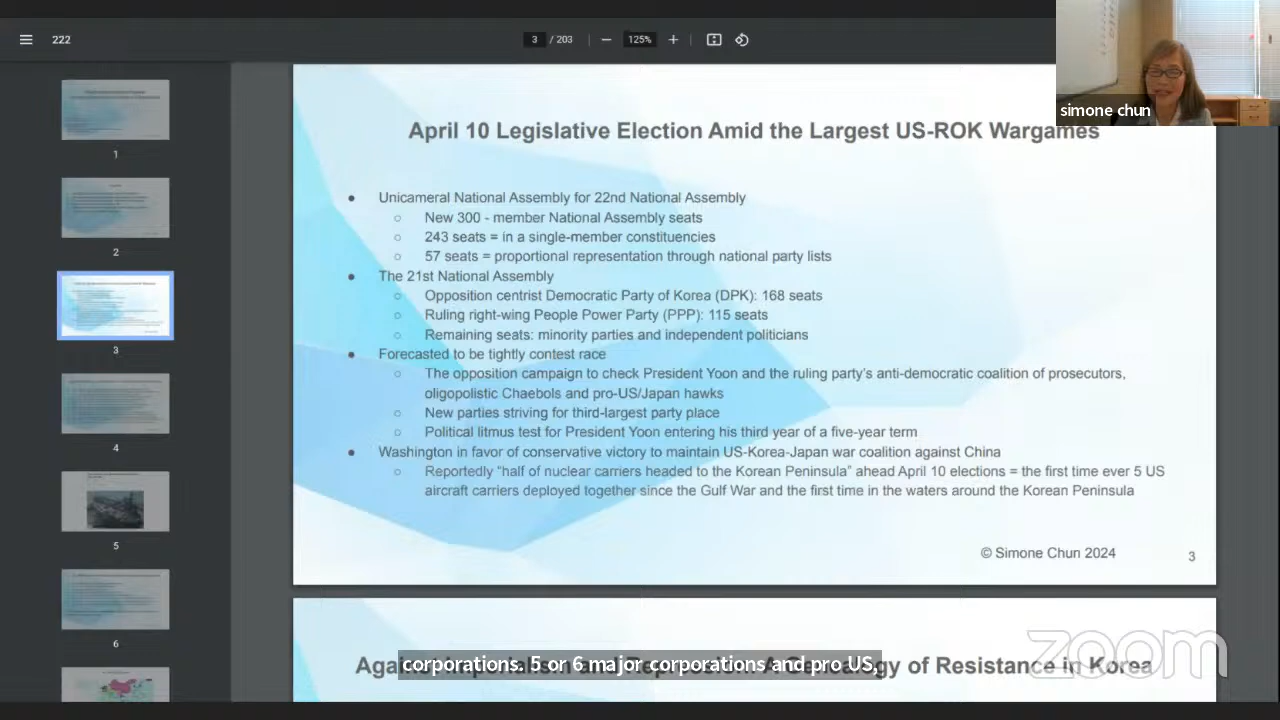 222
3 / 203
125%
simone chun
April 10 Legislative Election Amid the Largest US-ROK Wargames
Unicameral National Assembly for 22nd National Assembly
New 300 - member National Assembly seats
243 seats = in a single-member constituencies
57 seats = proportional representation through national party lists
The 21st National Assembly
Opposition centrist Democratic Party of Korea (DPK): 168 seats
Ruling right-wing People Power Party (PPP): 115 seats
Remaining seats: minority parties and independent politicians
Forecasted to be tightly contest race
The opposition campaign to check President Yoon and the ruling party's anti-democratic coalition of prosecutors,
oligopolistic Chaebols and pro-US/Japan hawks
New parties striving for third-largest party place
Political litmus test for President Yoon entering his third year of a five-year term
Washington in favor of conservative victory to maintain US-Korea-Japan war coalition against China
Reportedly "half of nuclear carriers headed to the Korean Peninsula" ahead April 10 elections = the first time ever 5 US
aircraft carriers deployed together since the Gulf War and the first time in the waters around the Korean Peninsula
© Simone Chun 2024
3
1
2
3
4
5
6
zoom
Against Imperialism and Repression: A Genealogy of Resistance in Korea
corporations. 5 or 6 major corporations and pro US,